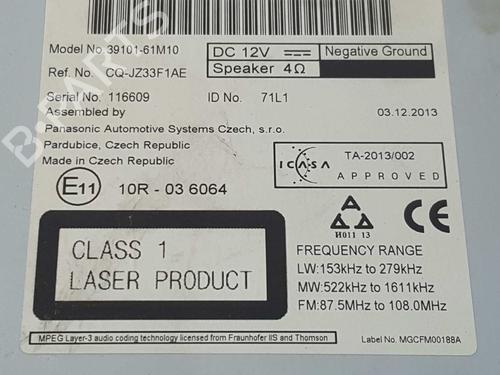 Model No. 39101-61M10
Ref. No. CQ-JZ33F1AE
DC 12V
Negative Ground
Speaker 4Ω
Serial No. 116609 ID No. 71L1
Assembled by 03.12.2013
Panasonic Automotive Systems Czech, s.r.o.
Pardubice, Czech Republic
Made in Czech Republic
ICASA
TA-2013/002
APPROVED
E11 10R - 03 6064
И011 13
CE
CLASS 1
LASER PRODUCT
FREQUENCY RANGE
LW:153kHz to 279kHz
MW:522kHz to 1611kHz
FM:87.5MHz to 108.0MHz
MPEG Layer-3 audio coding technology licensed from Fraunhofer IIS and Thomson
Label No. MGCFM00188A
B-PARTS